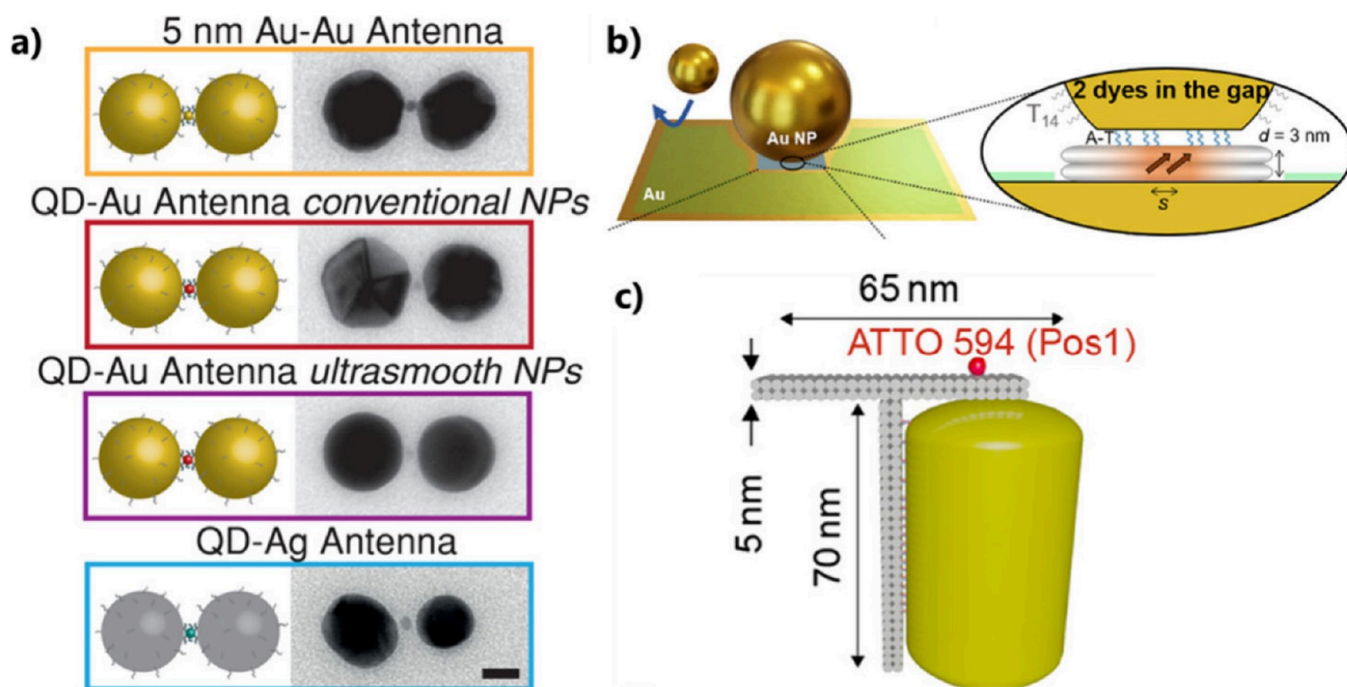 a)
5 nm Au-Au Antenna
QD-Au Antenna conventional NPs
QD-Au Antenna ultrasmooth NPs
QD-Ag Antenna
b)
Au NP
Au
2 dyes in the gap
T14
A-T
d = 3 nm
s
c)
65 nm
ATTO 594 (Pos1)
5 nm
70 nm